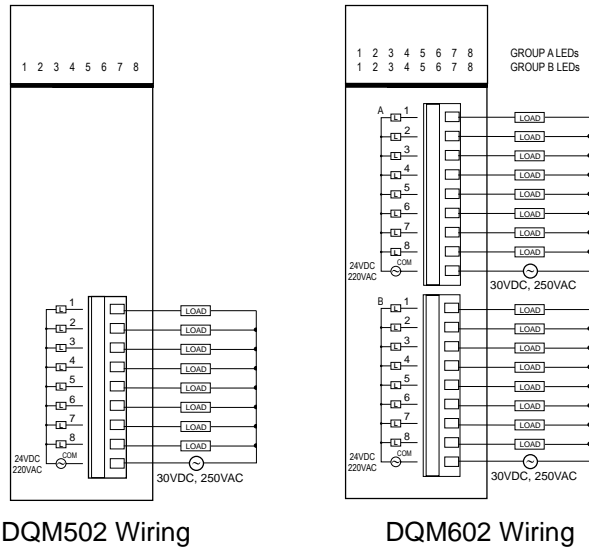 1 2 3 4 5 6 7 8
1
L
2
L
3
L
4
L
5
L
6
L
7
L
8
L
COM
24VDC
220VAC
LOAD
LOAD
LOAD
LOAD
LOAD
LOAD
LOAD
LOAD
~
30VDC, 250VAC
DQM502 Wiring
1 2 3 4 5 6 7 8 GROUP A LEDs
1 2 3 4 5 6 7 8 GROUP B LEDs
A
1
L
2
L
3
L
4
L
5
L
6
L
7
L
8
L
COM
24VDC
220VAC
LOAD
LOAD
LOAD
LOAD
LOAD
LOAD
LOAD
LOAD
~
30VDC, 250VAC
B
1
L
2
L
3
L
4
L
5
L
6
L
7
L
8
L
COM
24VDC
220VAC
LOAD
LOAD
LOAD
LOAD
LOAD
LOAD
LOAD
LOAD
~
30VDC, 250VAC
DQM602 Wiring